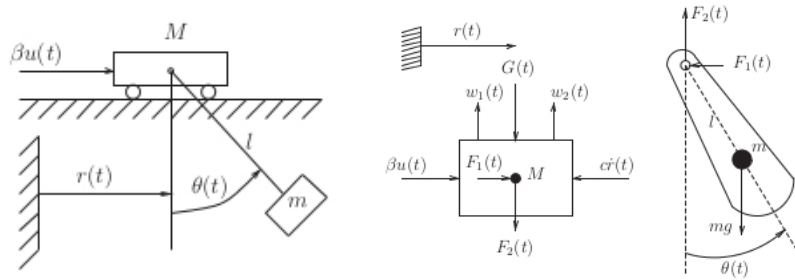 M
βu(t)
l
r(t)
θ(t)
m
r(t)
G(t)
w₁(t)
w₂(t)
βu(t)
F₁(t)
M
cṙ(t)
F₂(t)
F₂(t)
F₁(t)
l
m
mg
θ(t)